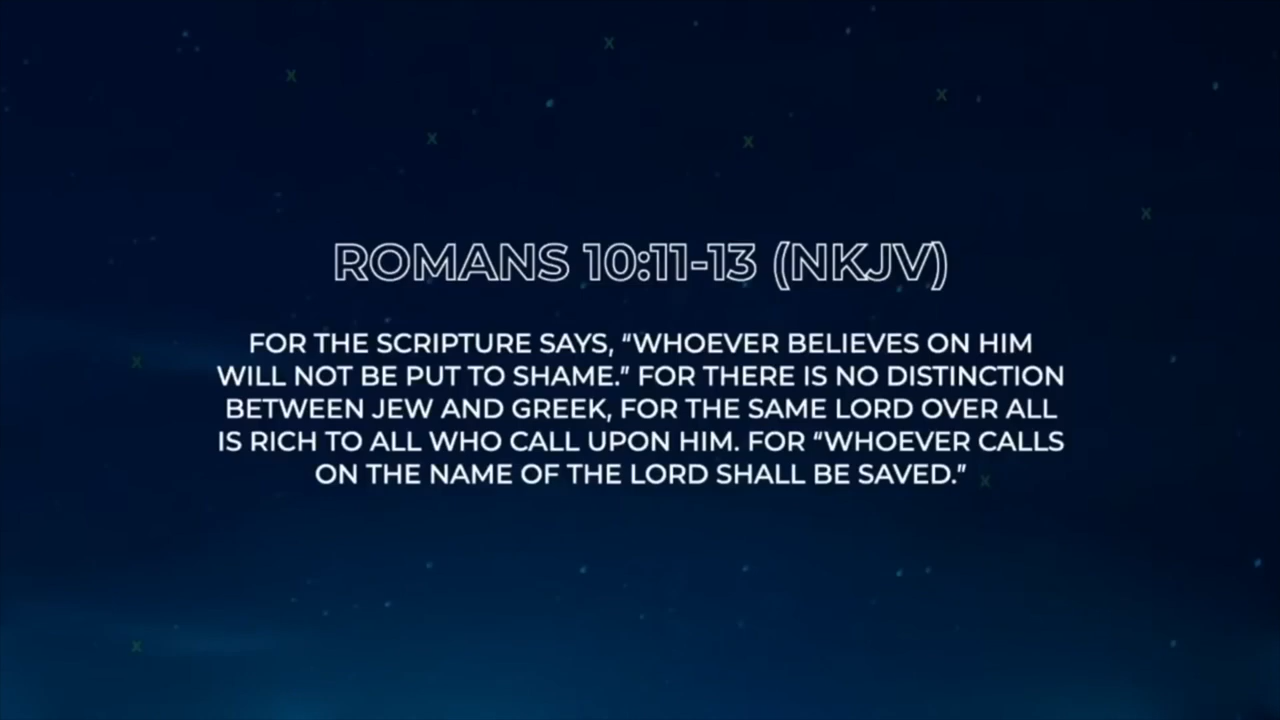 ROMANS 10:11-13 (NKJV)
FOR THE SCRIPTURE SAYS, “WHOEVER BELIEVES ON HIM
WILL NOT BE PUT TO SHAME.” FOR THERE IS NO DISTINCTION
BETWEEN JEW AND GREEK, FOR THE SAME LORD OVER ALL
IS RICH TO ALL WHO CALL UPON HIM. FOR “WHOEVER CALLS
ON THE NAME OF THE LORD SHALL BE SAVED.”